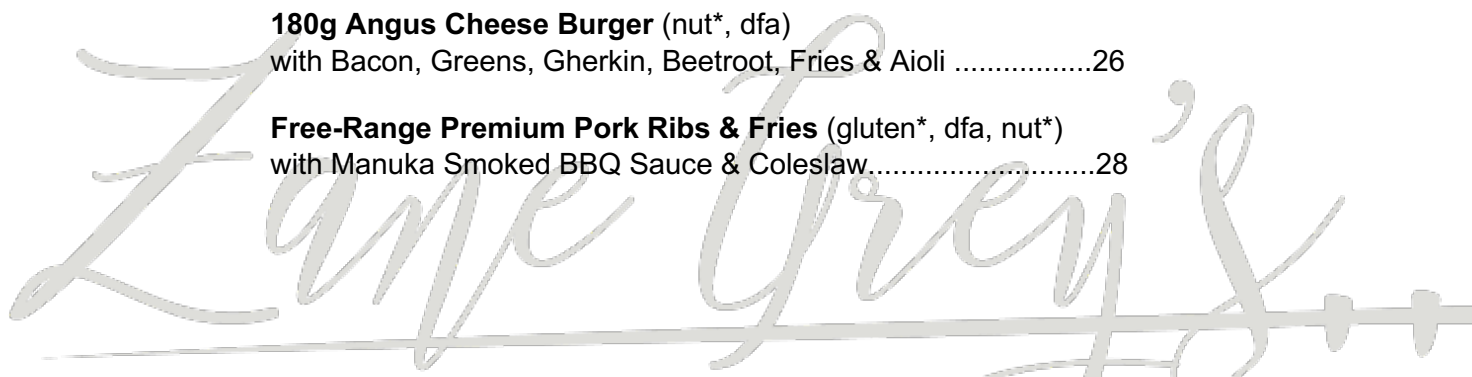 180g Angus Cheese Burger (nut*, dfa)
with Bacon, Greens, Gherkin, Beetroot, Fries & Aioli .................26
Free-Range Premium Pork Ribs & Fries (gluten*, dfa, nut*)
with Manuka Smoked BBQ Sauce & Coleslaw............................28
Zane Grey's